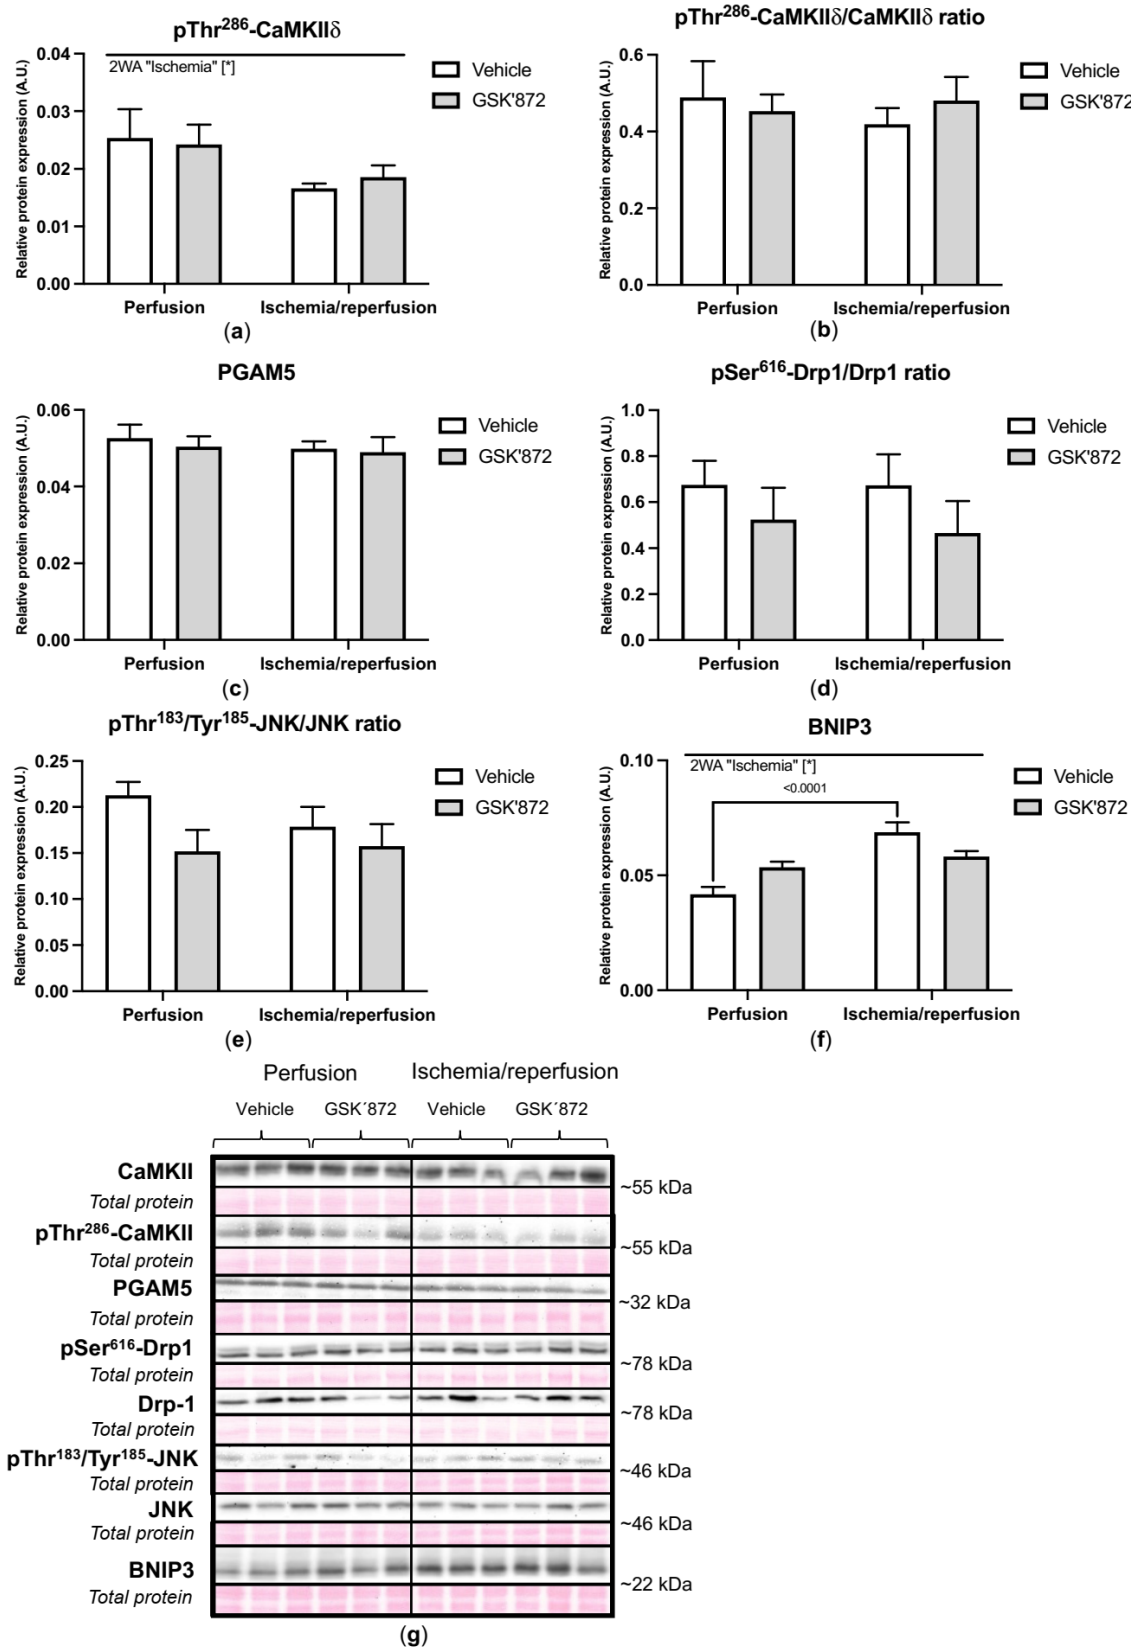 pThr²⁸⁶-CaMKIIδ
Relative protein expression (A.U.)
0.04
0.03
0.02
0.01
0.00
2WA "Ischemia" [*]
Vehicle
GSK'872
Perfusion
Ischemia/reperfusion
(a)
pThr²⁸⁶-CaMKIIδ/CaMKIIδ ratio
Relative protein expression (A.U.)
0.6
0.4
0.2
0.0
Vehicle
GSK'872
Perfusion
Ischemia/reperfusion
(b)
PGAM5
Relative protein expression (A.U.)
0.06
0.04
0.02
0.00
Vehicle
GSK'872
Perfusion
Ischemia/reperfusion
(c)
pSer⁶¹⁶-Drp1/Drp1 ratio
Relative protein expression (A.U.)
1.0
0.8
0.6
0.4
0.2
0.0
Vehicle
GSK'872
Perfusion
Ischemia/reperfusion
(d)
pThr¹⁸³/Tyr¹⁸⁵-JNK/JNK ratio
Relative protein expression (A.U.)
0.25
0.20
0.15
0.10
0.05
0.00
Vehicle
GSK'872
Perfusion
Ischemia/reperfusion
(e)
BNIP3
Relative protein expression (A.U.)
0.10
0.05
0.00
2WA "Ischemia" [*]
<0.0001
Vehicle
GSK'872
Perfusion
Ischemia/reperfusion
(f)
Perfusion Ischemia/reperfusion
Vehicle GSK´872 Vehicle GSK´872
CaMKII
~55 kDa
Total protein
pThr²⁸⁶-CaMKII
~55 kDa
Total protein
PGAM5
~32 kDa
Total protein
pSer⁶¹⁶-Drp1
~78 kDa
Total protein
Drp-1
~78 kDa
Total protein
pThr¹⁸³/Tyr¹⁸⁵-JNK
~46 kDa
Total protein
JNK
~46 kDa
Total protein
BNIP3
~22 kDa
Total protein
(g)